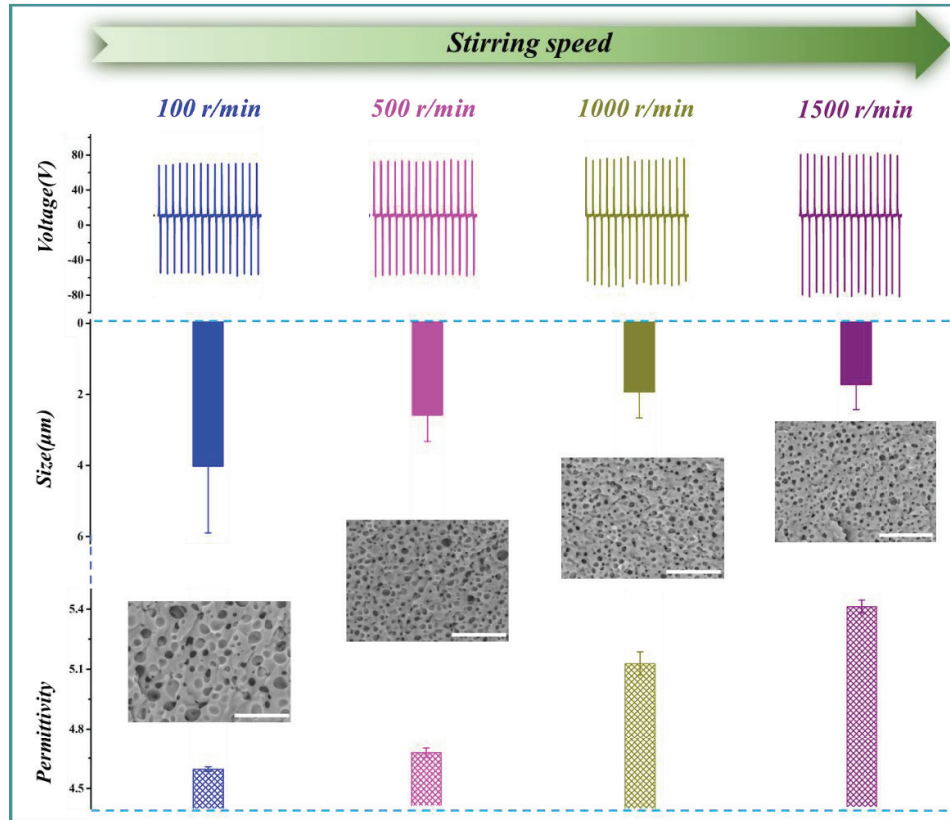 Stirring speed
100 r/min 500 r/min 1000 r/min 1500 r/min
Voltage(V)
80
40
0
-40
-80
Size(μm)
0
2
4
6
Permittivity
5.4
5.1
4.8
4.5